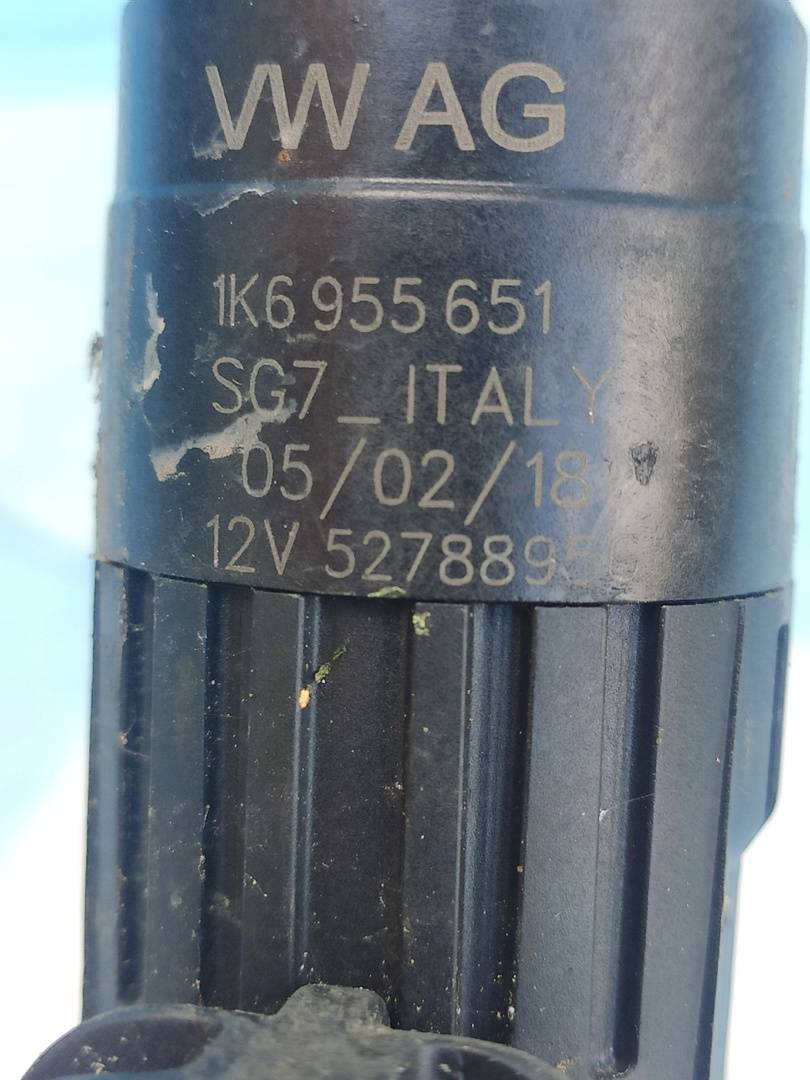 VW AG
1K6 955 651
SG7_ITALY
05/02/18
12V